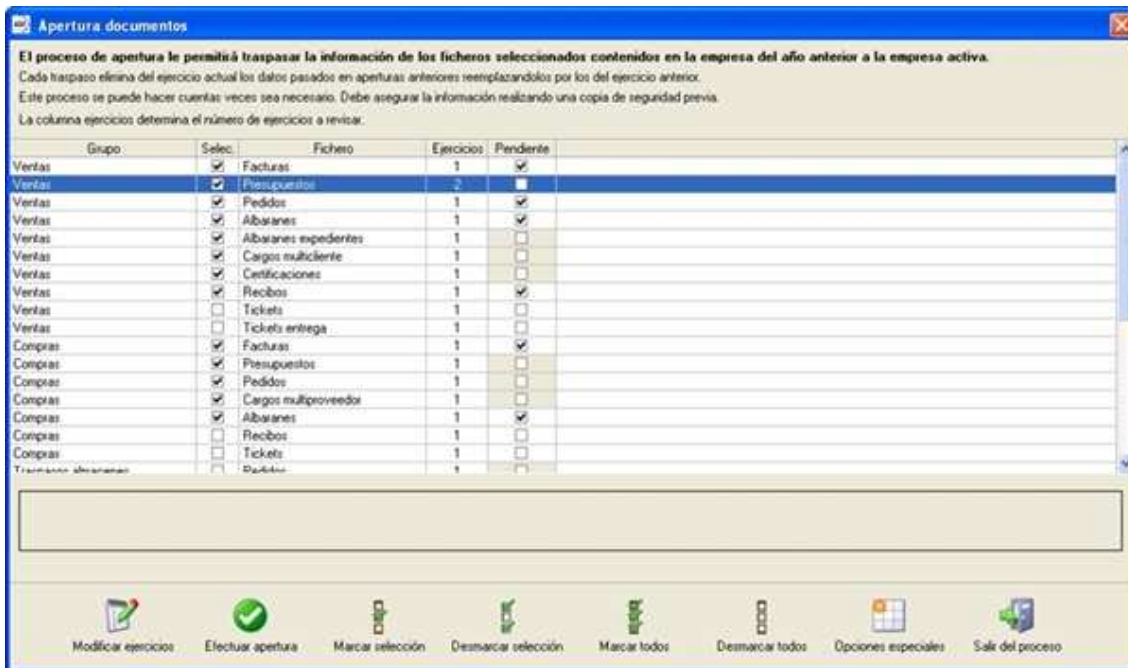 Apertura documentos
El proceso de apertura le permitirá traspasar la información de los ficheros seleccionados contenidos en la empresa del año anterior a la empresa activa.
Cada traspaso elimina del ejercicio actual los datos pasados en aperturas anteriores reemplazandolos por los del ejercicio anterior.
Este proceso se puede hacer cuentas veces sea necesario. Debe asegurar la información realizando una copia de seguridad previa.
La columna ejercicios determina el número de ejercicios a revisar.
Grupo Selec. Fichero Ejercicios Pendiente
Ventas Facturas 1
Ventas Presupuestos 2
Ventas Pedidos 1
Ventas Albaranes 1
Ventas Albaranes expedientes 1
Ventas Cargos multicliente 1
Ventas Certificaciones 1
Ventas Recibos 1
Ventas Tickets 1
Ventas Tickets entrega 1
Compras Facturas 1
Compras Presupuestos 1
Compras Pedidos 1
Compras Cargos multiproveedor 1
Compras Albaranes 1
Compras Recibos 1
Compras Tickets 1
Traspasos almacenes Pedidos 1
Modificar ejercicios Efectuar apertura Marcar selección Desmarcar selección Marcar todos Desmarcar todos Opciones especiales Salir del proceso